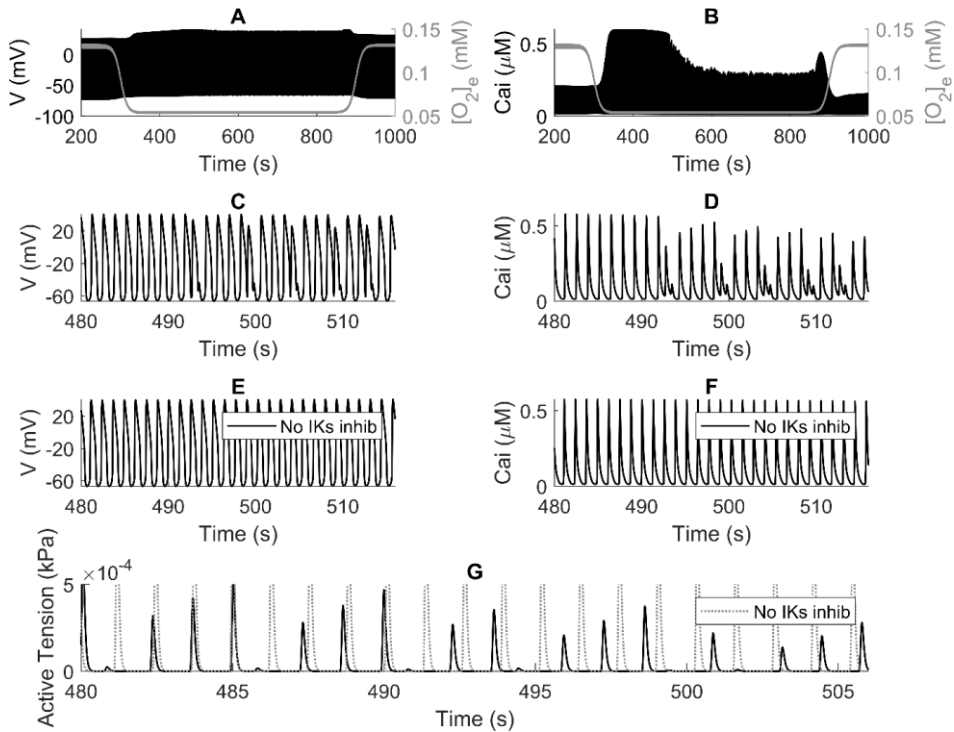 A
B
V (mV)
0
-50
-100
200 400 600 800 1000
Time (s)
0.15
0.1
0.05
[O₂]ₑ (mM)
Cai (μM)
0.5
0
200 400 600 800 1000
Time (s)
0.15
0.1
0.05
[O₂]ₑ (mM)
C
D
V (mV)
20
-20
-60
480 490 500 510
Time (s)
Cai (μM)
0.5
0
480 490 500 510
Time (s)
E
F
V (mV)
20
-20
-60
No IKs inhib
480 490 500 510
Time (s)
Cai (μM)
0.5
0
No IKs inhib
480 490 500 510
Time (s)
G
Active Tension (kPa)
×10⁻⁴
5
0
No IKs inhib
480 485 490 495 500 505
Time (s)